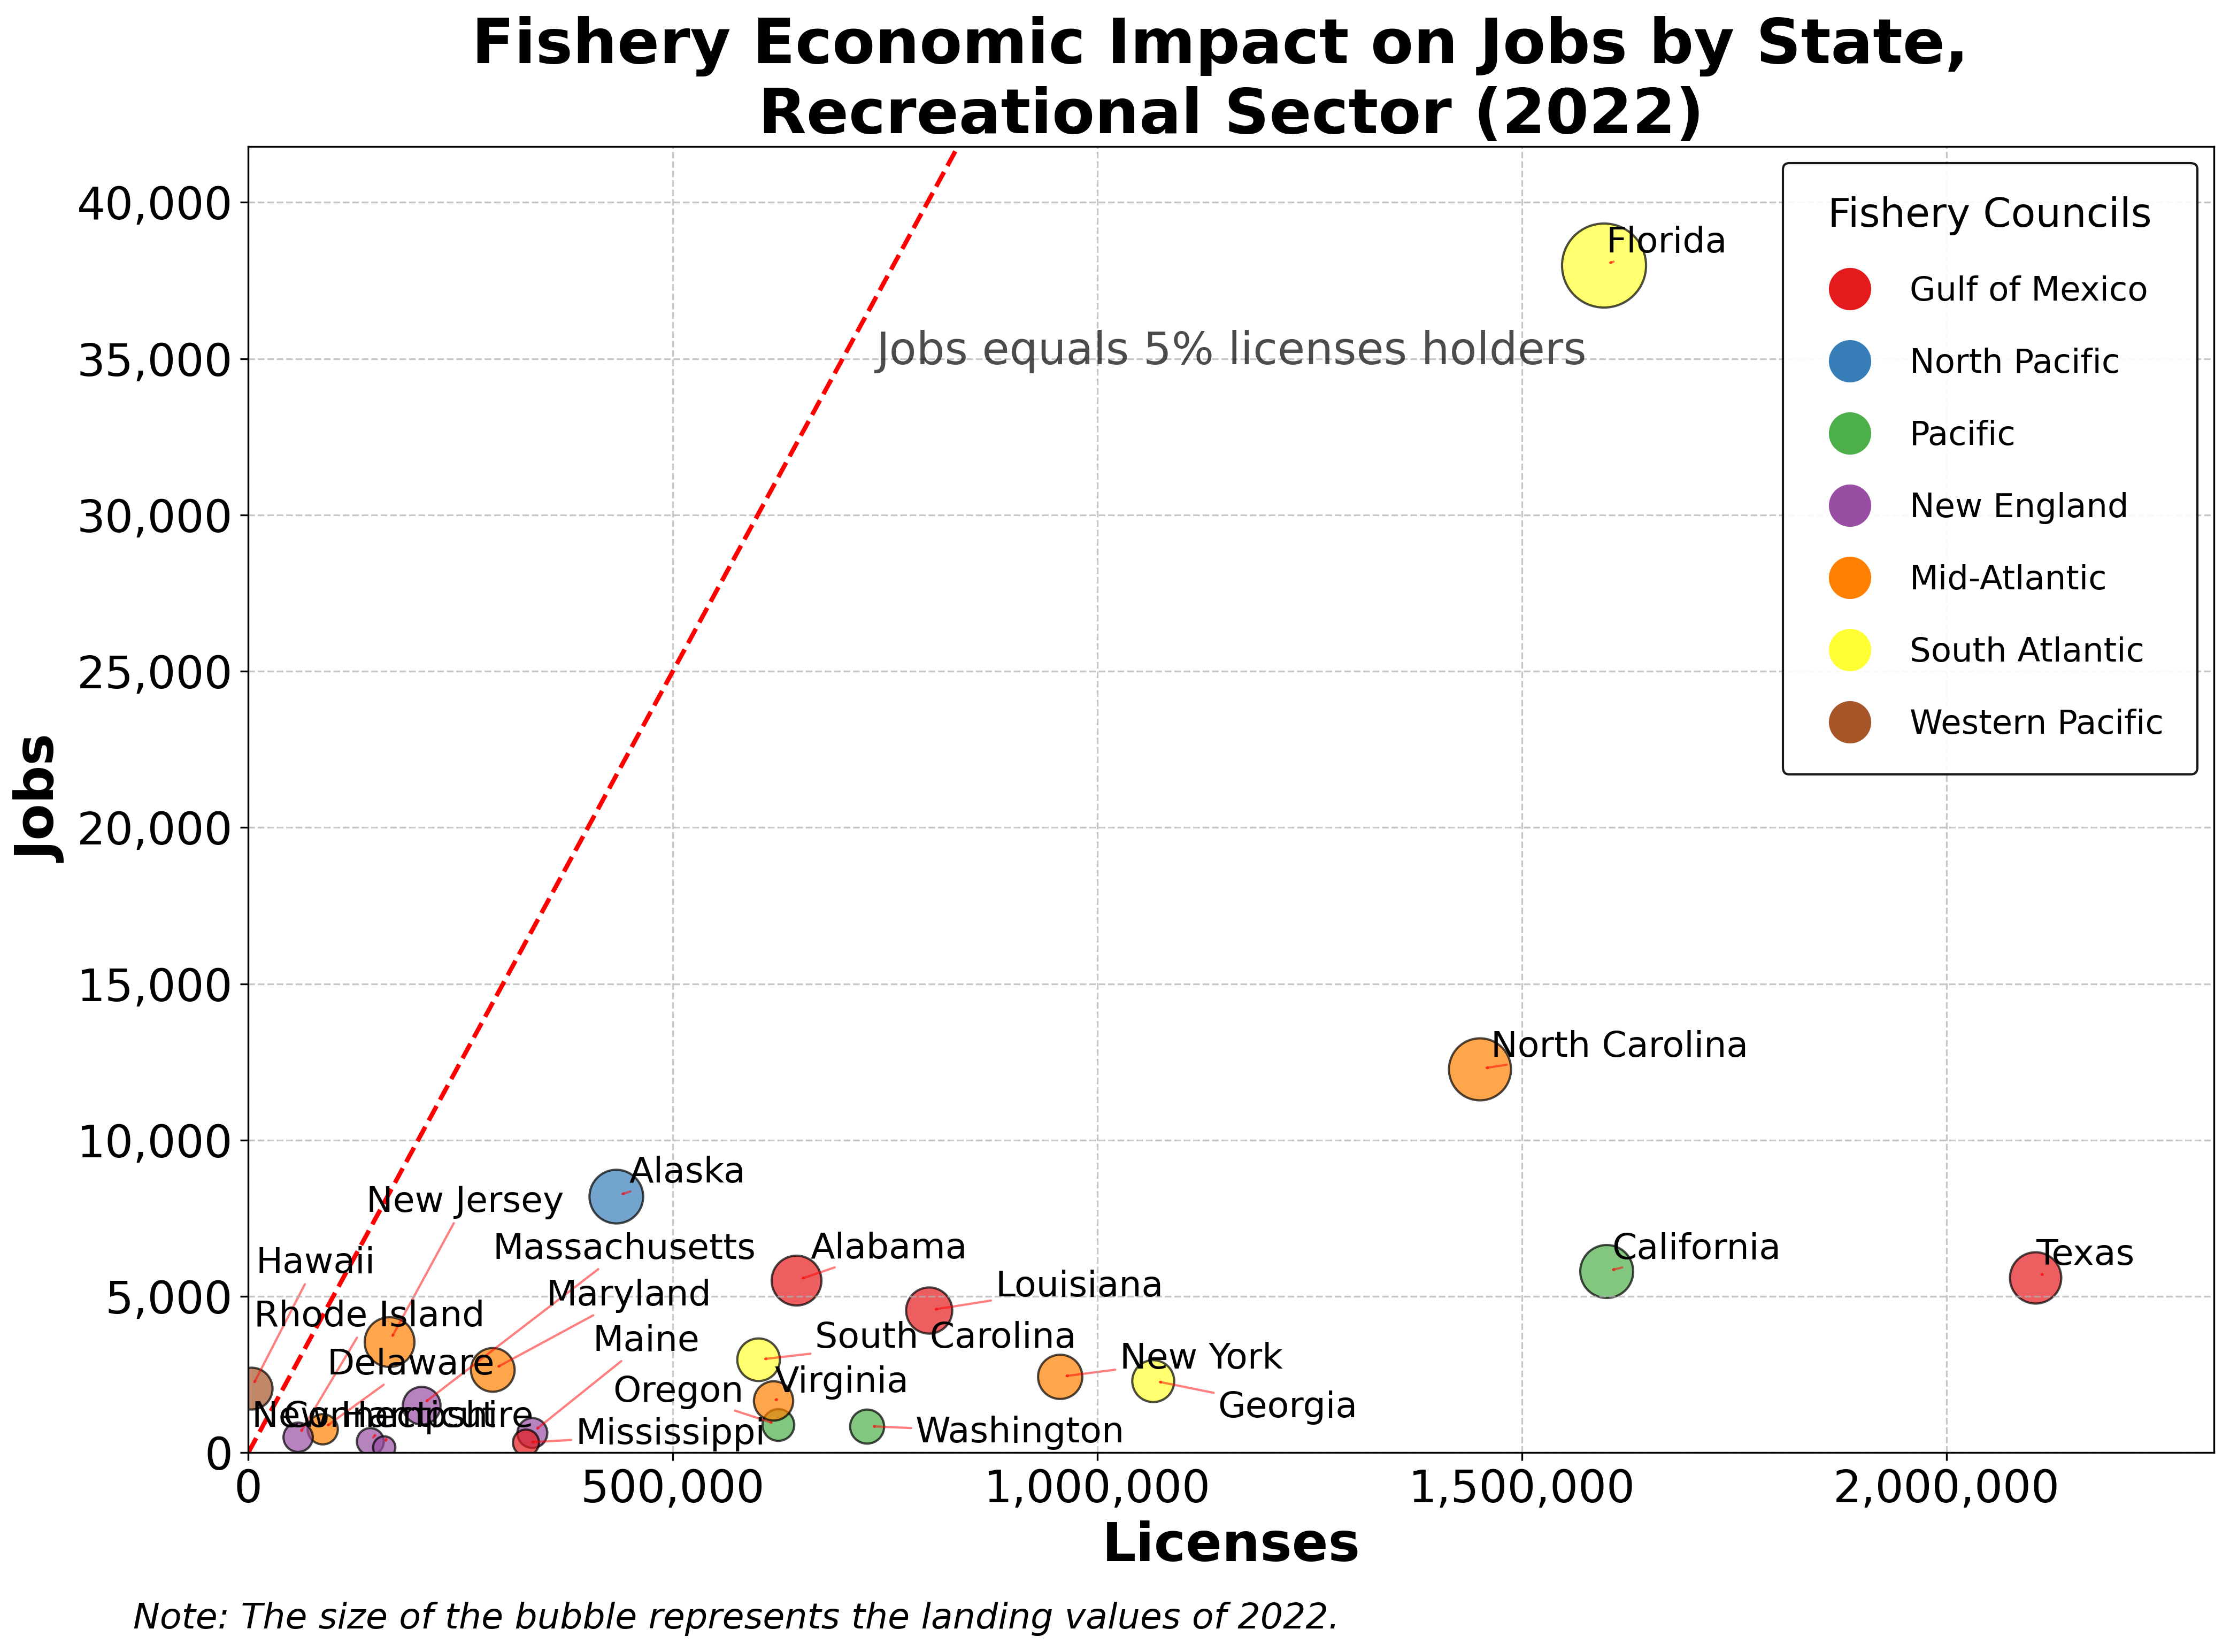 Fishery Economic Impact on Jobs by State,
Recreational Sector (2022)
40,000
35,000
30,000
25,000
20,000
15,000
10,000
5,000
0
Jobs
Florida
Jobs equals 5% licenses holders
Fishery Councils
Gulf of Mexico
North Pacific
Pacific
New England
Mid-Atlantic
South Atlantic
Western Pacific
North Carolina
Alaska
New Jersey
Massachusetts
Alabama
California
Texas
Hawaii
Maryland
Louisiana
Rhode Island
Maine
South Carolina
Delaware
New York
Virginia
Oregon
Georgia
New Hampshire
Connecticut
Mississippi
Washington
0
500,000
1,000,000
1,500,000
2,000,000
Licenses
Note: The size of the bubble represents the landing values of 2022.